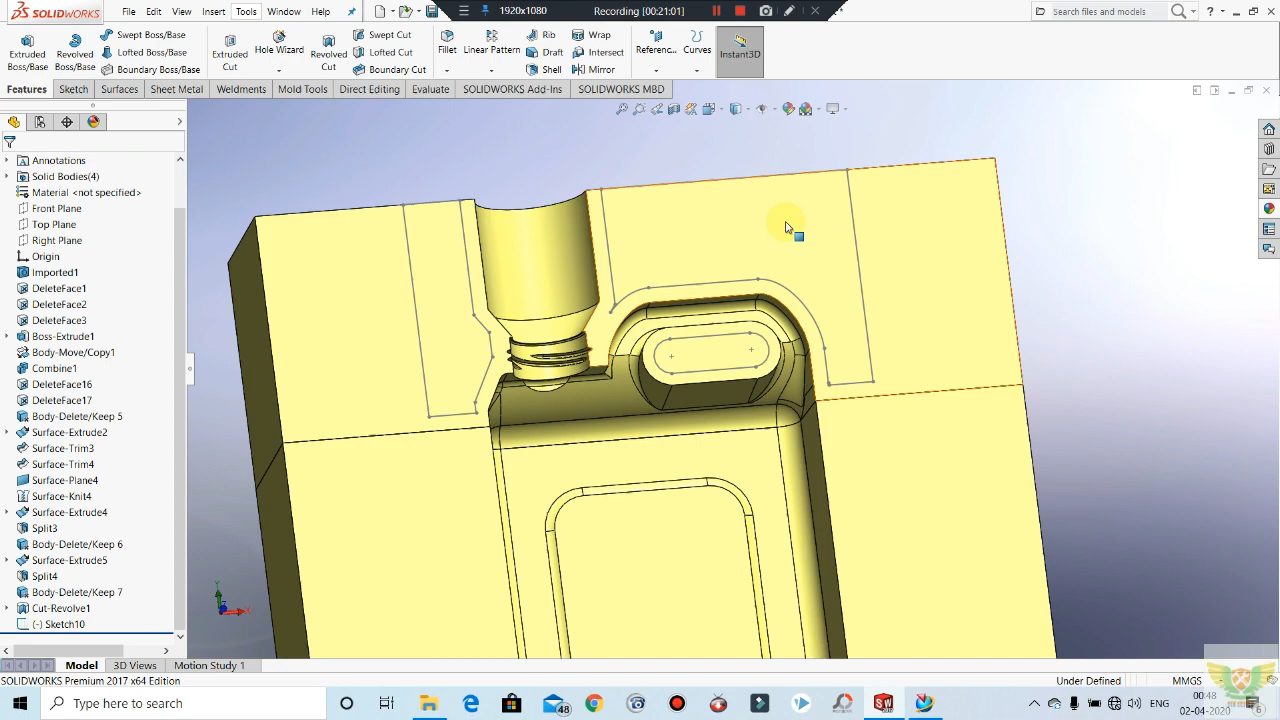 SOLIDWORKS
File Edit View Insert Tools Window Help
1920x1080
Recording [00:21:01]
Search files and models
Extruded Boss/Base
Revolved Boss/Base
Swept Boss/Base
Lofted Boss/Base
Boundary Boss/Base
Extruded Cut
Hole Wizard
Revolved Cut
Swept Cut
Lofted Cut
Boundary Cut
Fillet
Linear Pattern
Rib
Draft
Shell
Wrap
Intersect
Mirror
Referenc...
Curves
Instant3D
Features Sketch Surfaces Sheet Metal Weldments Mold Tools Direct Editing Evaluate SOLIDWORKS Add-Ins SOLIDWORKS MBD
Annotations
Solid Bodies(4)
Material <not specified>
Front Plane
Top Plane
Right Plane
Origin
Imported1
DeleteFace1
DeleteFace2
DeleteFace3
Boss-Extrude1
Body-Move/Copy1
Combine1
DeleteFace16
DeleteFace17
Body-Delete/Keep 5
Surface-Extrude2
Surface-Trim3
Surface-Trim4
Surface-Plane4
Surface-Knit4
Surface-Extrude4
Split3
Body-Delete/Keep 6
Surface-Extrude5
Split4
Body-Delete/Keep 7
Cut-Revolve1
(-) Sketch10
Model 3D Views Motion Study 1
SOLIDWORKS Premium 2017 x64 Edition
Under Defined
MMGS
Type here to search
48
ENG
00:48
02-04-2020